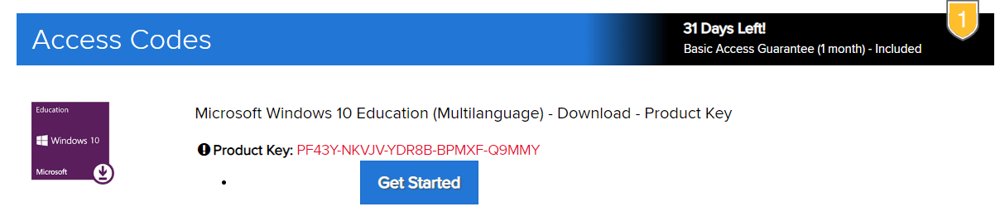 Access Codes
31 Days Left!
Basic Access Guarantee (1 month) - Included
1
Education
Windows 10
Microsoft
Microsoft Windows 10 Education (Multilanguage) - Download - Product Key
Product Key: PF43Y-NKVJV-YDR8B-BPMXF-Q9MMY
Get Started